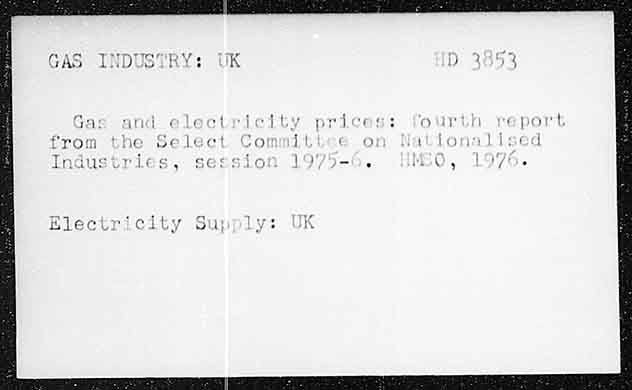 GAS INDUSTRY: UK HD 3853
Gas and electricity prices: fourth report
from the Select Committee on Nationalised
Industries, session 1975-6. HMSO, 1976.
Electricity Supply: UK